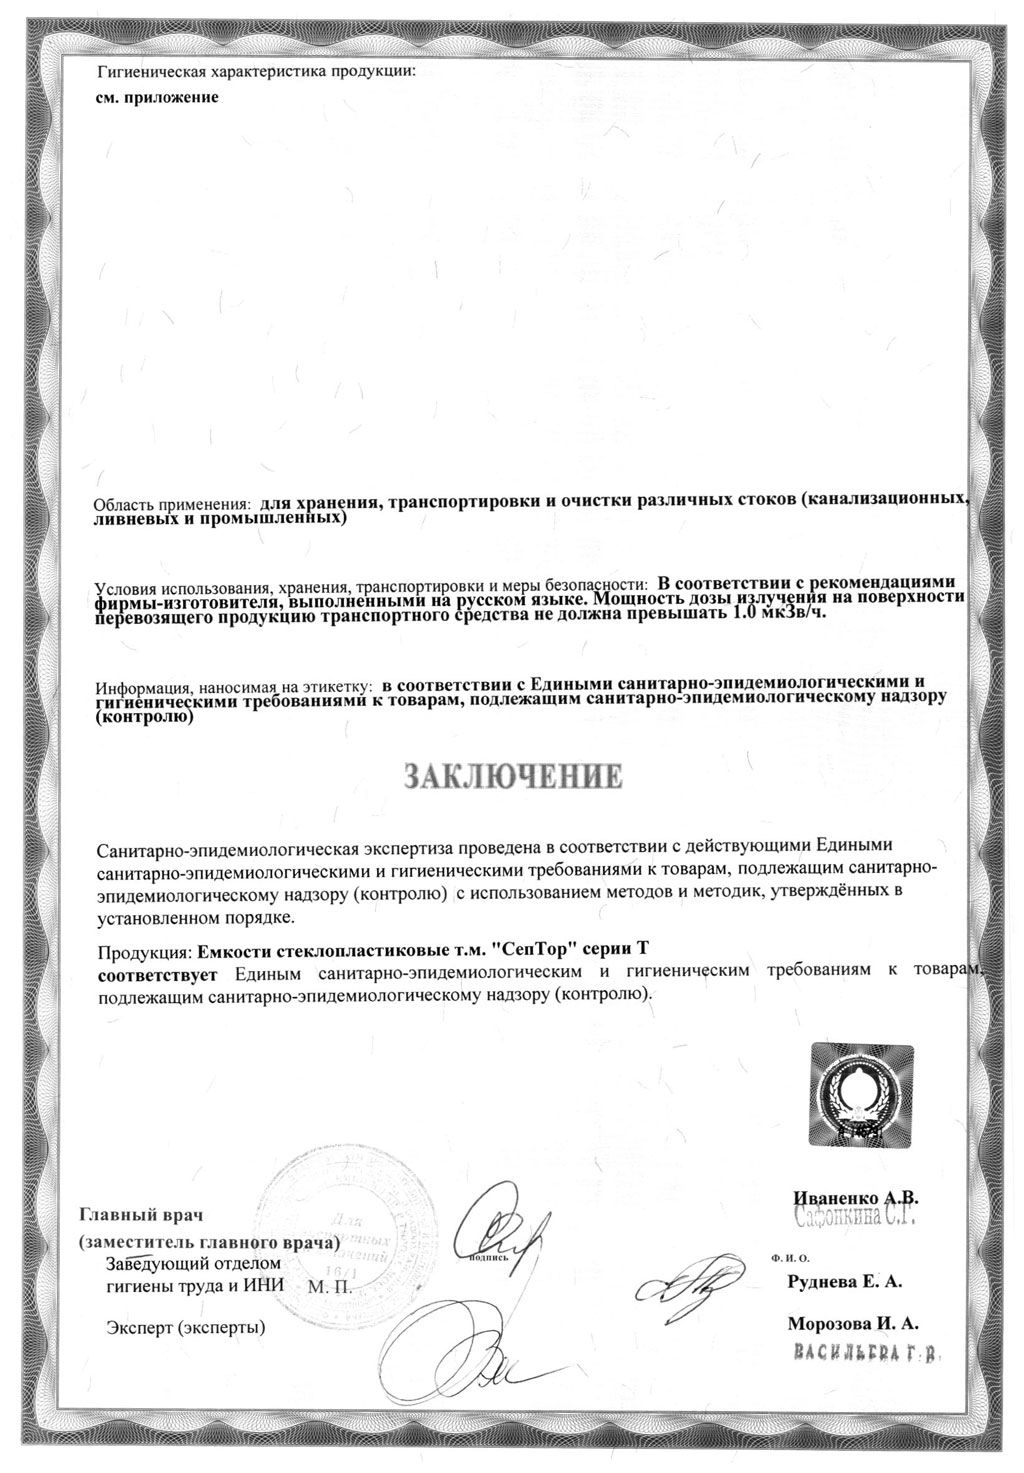 Гигиеническая характеристика продукции:
см. приложение
Область применения: для хранения, транспортировки и очистки различных стоков (канализационных,
ливневых и промышленных)
Условия использования, хранения, транспортировки и меры безопасности: В соответствии с рекомендациями
фирмы-изготовителя, выполненными на русском языке. Мощность дозы излучения на поверхности
перевозящего продукцию транспортного средства не должна превышать 1.0 мкЗв/ч.
Информация, наносимая на этикетку: в соответствии с Едиными санитарно-эпидемиологическими и
гигиеническими требованиями к товарам, подлежащим санитарно-эпидемиологическому надзору
(контролю)
ЗАКЛЮЧЕНИЕ
Санитарно-эпидемиологическая экспертиза проведена в соответствии с действующими Едиными
санитарно-эпидемиологическими и гигиеническими требованиями к товарам, подлежащим санитарно-
эпидемиологическому надзору (контролю) с использованием методов и методик, утверждённых в
установленном порядке.
Продукция: Емкости стеклопластиковые т.м. "СепТор" серии Т
соответствует Единым санитарно-эпидемиологическим и гигиеническим требованиям к товарам,
подлежащим санитарно-эпидемиологическому надзору (контролю).
Иваненко А.В.
Сафонкина С.Г.
Главный врач
(заместитель главного врача)
Для
16/1
подпись
Ф. И. О.
Заведующий отделом
гигиены труда и ИНИ М. П.
Руднева Е. А.
Эксперт (эксперты)
Морозова И. А.
ВАСИЛЬЕВА Г. В.